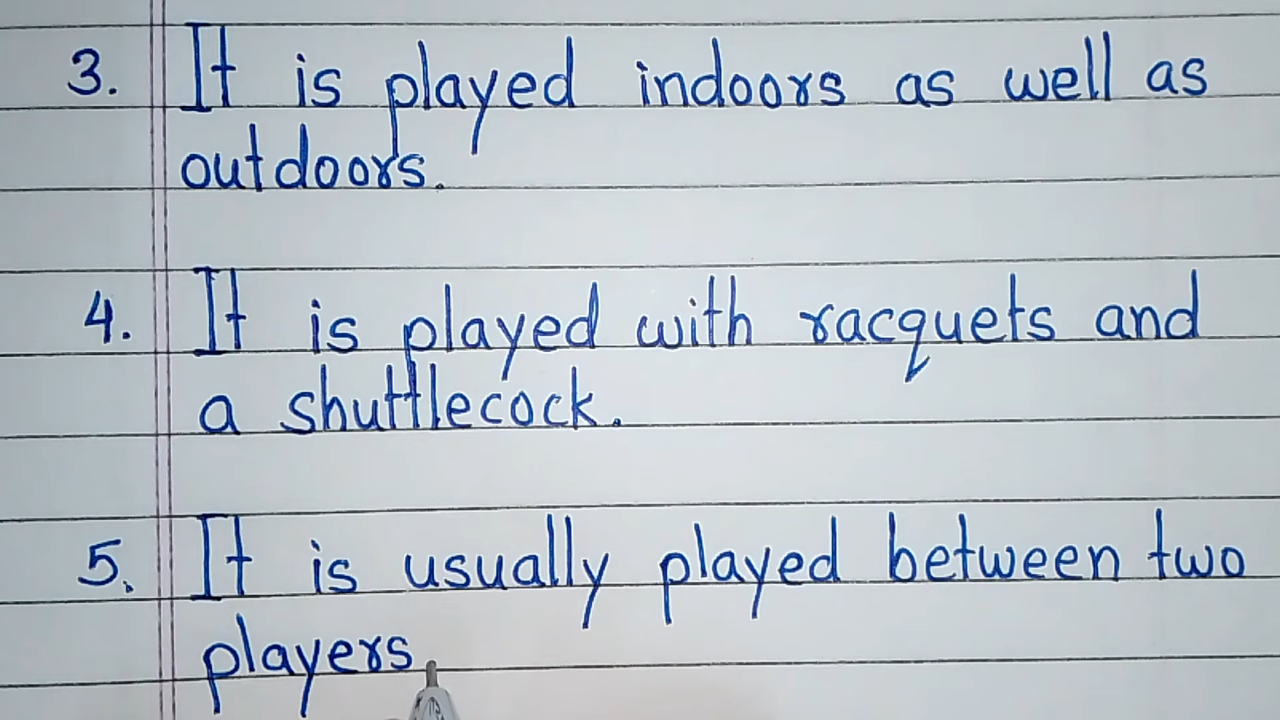 3. It is played indoors as well as
outdoors.
4. It is played with racquets and
a shuttlecock.
5. It is usually played between two
players.